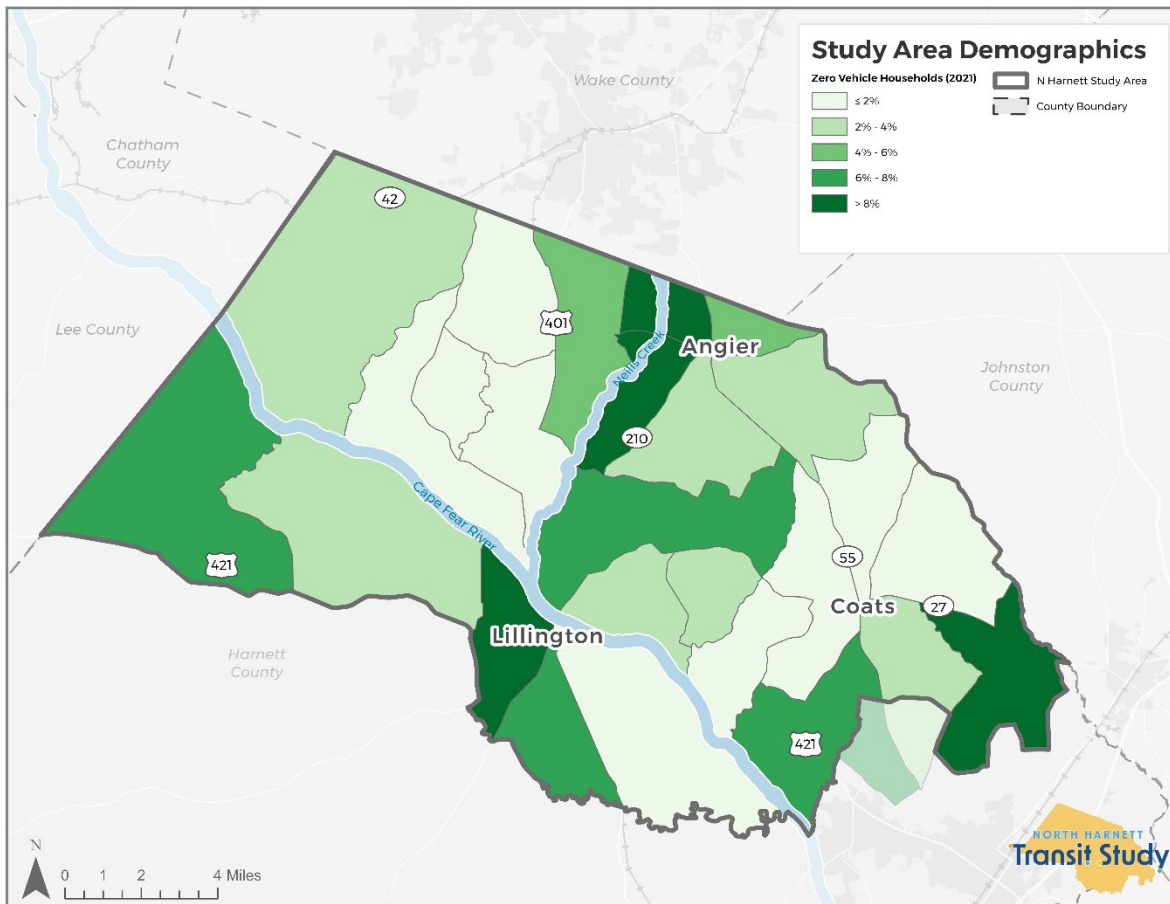 Study Area Demographics
Zero Vehicle Households (2021)
≤ 2%
2% - 4%
4% - 6%
6% - 8%
> 8%
N Harnett Study Area
County Boundary
Wake County
Chatham
County
42
Lee County
401
Neills Creek
Angier
Johnston
County
210
Cape Fear River
421
55
Coats
27
Lillington
Harnett
County
421
N
0 1 2 4 Miles
NORTH HARNETT
Transit Study